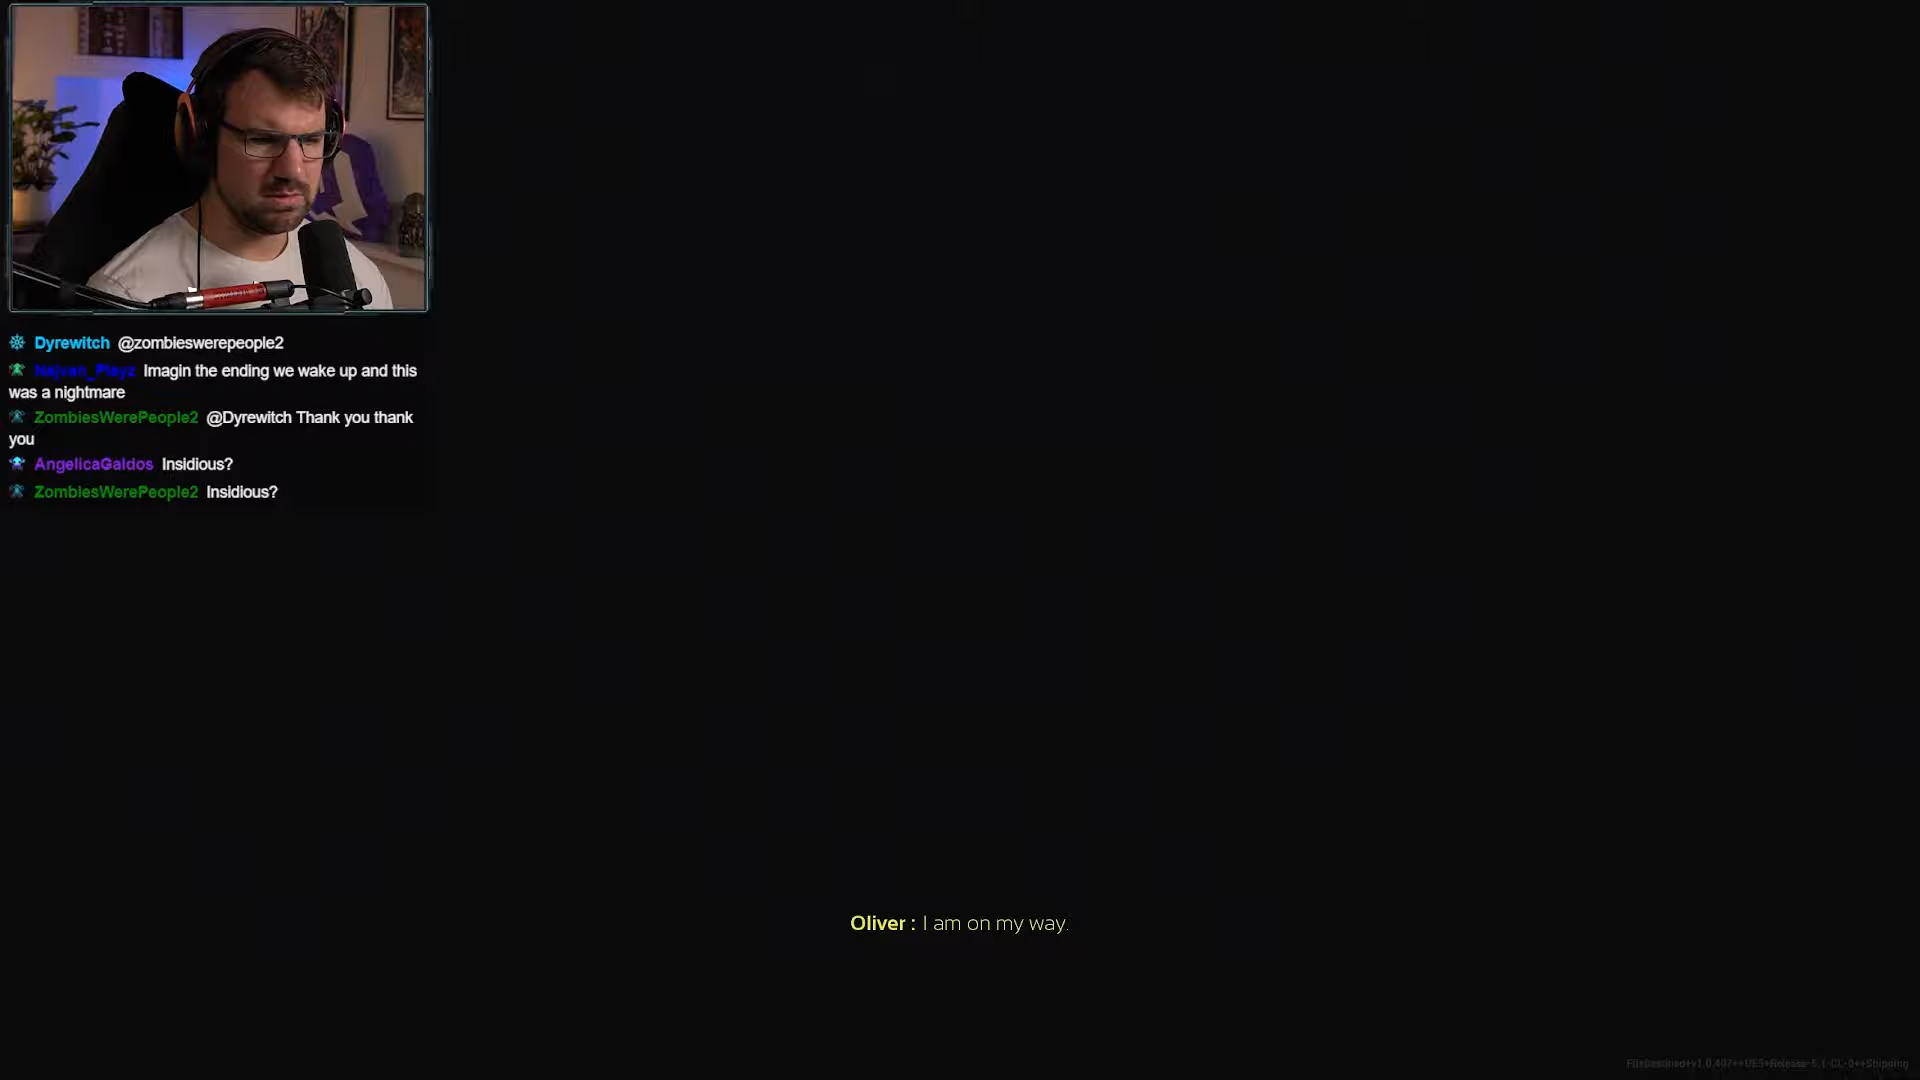 Dyrewitch @zombieswerepeople2
Najvan_Playz Imagin the ending we wake up and this
was a nightmare
ZombiesWerePeople2 @Dyrewitch Thank you thank
you
AngelicaGaldos Insidious?
ZombiesWerePeople2 Insidious?
Oliver : I am on my way.